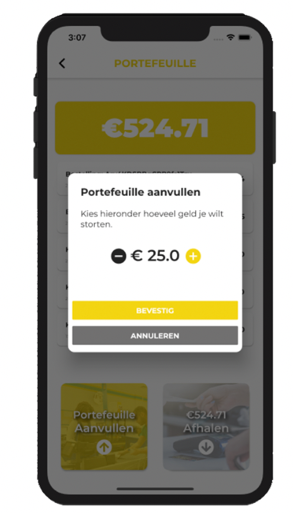 3:07
PORTEFEUILLE
€524.71
Portefeuille aanvullen
Kies hieronder hoeveel geld je wilt
storten.
€ 25.0
BEVESTIG
ANNULEREN
Portefeuille
Aanvullen
€524.71
Afhalen